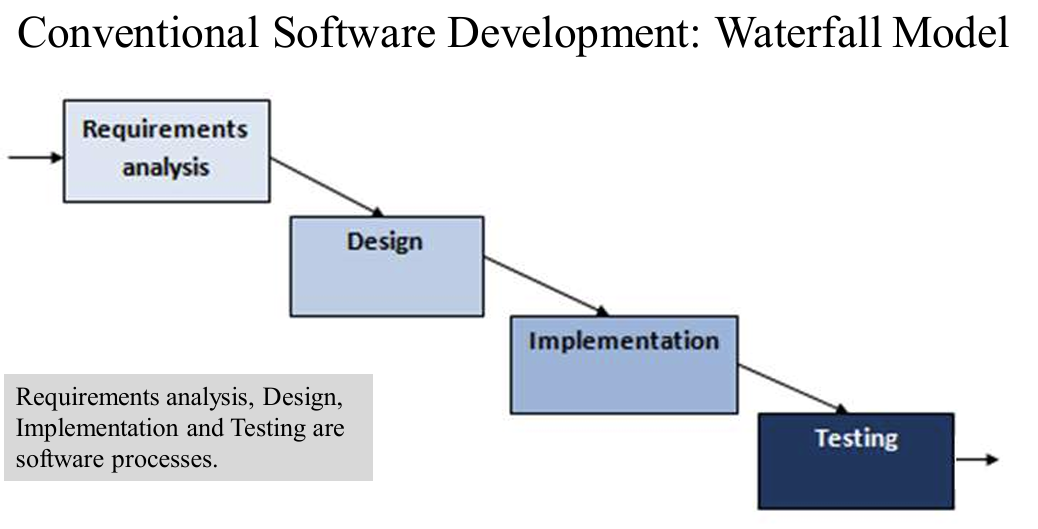 Conventional Software Development: Waterfall Model
Requirements
analysis
Design
Implementation
Testing
Requirements analysis, Design,
Implementation and Testing are
software processes.